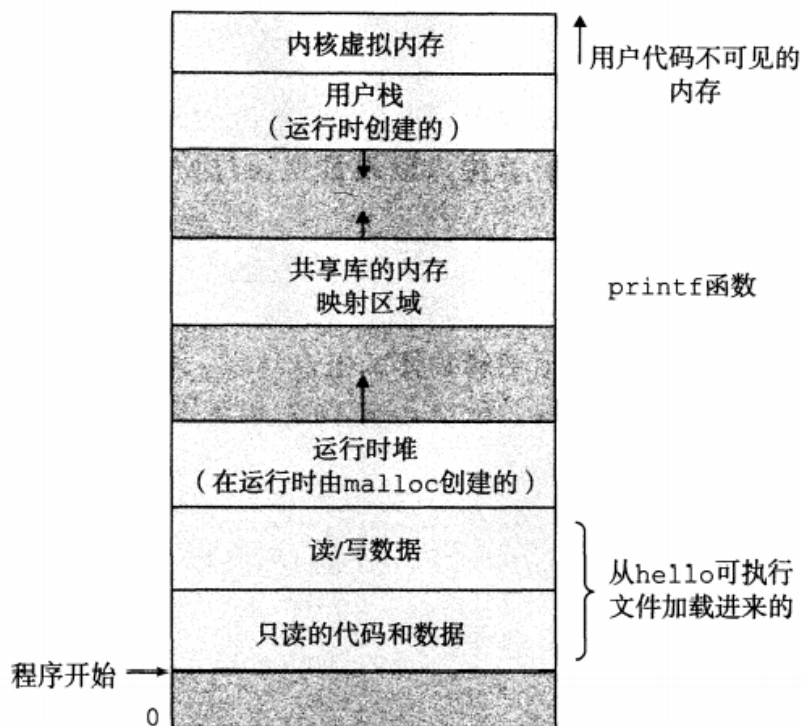 内核虚拟内存
用户代码不可见的
内存
用户栈
（运行时创建的）
共享库的内存
映射区域
printf函数
运行时堆
（在运行时由malloc创建的）
读/写数据
从hello可执行
文件加载进来的
只读的代码和数据
程序开始
0